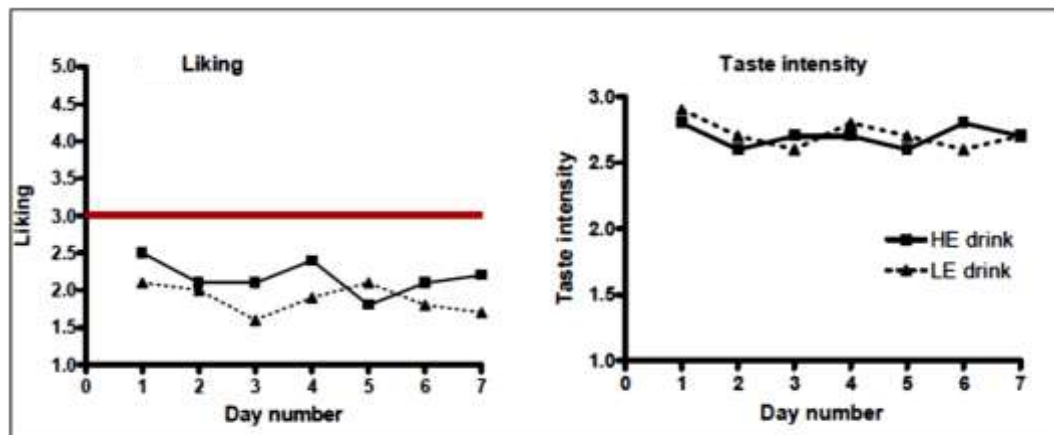 Liking
5.0
4.5
4.0
3.5
3.0
2.5
2.0
1.5
1.0
Liking
0 1 2 3 4 5 6 7
Day number
Taste intensity
3.0
2.5
2.0
1.5
1.0
Taste intensity
HE drink
LE drink
0 1 2 3 4 5 6 7
Day number